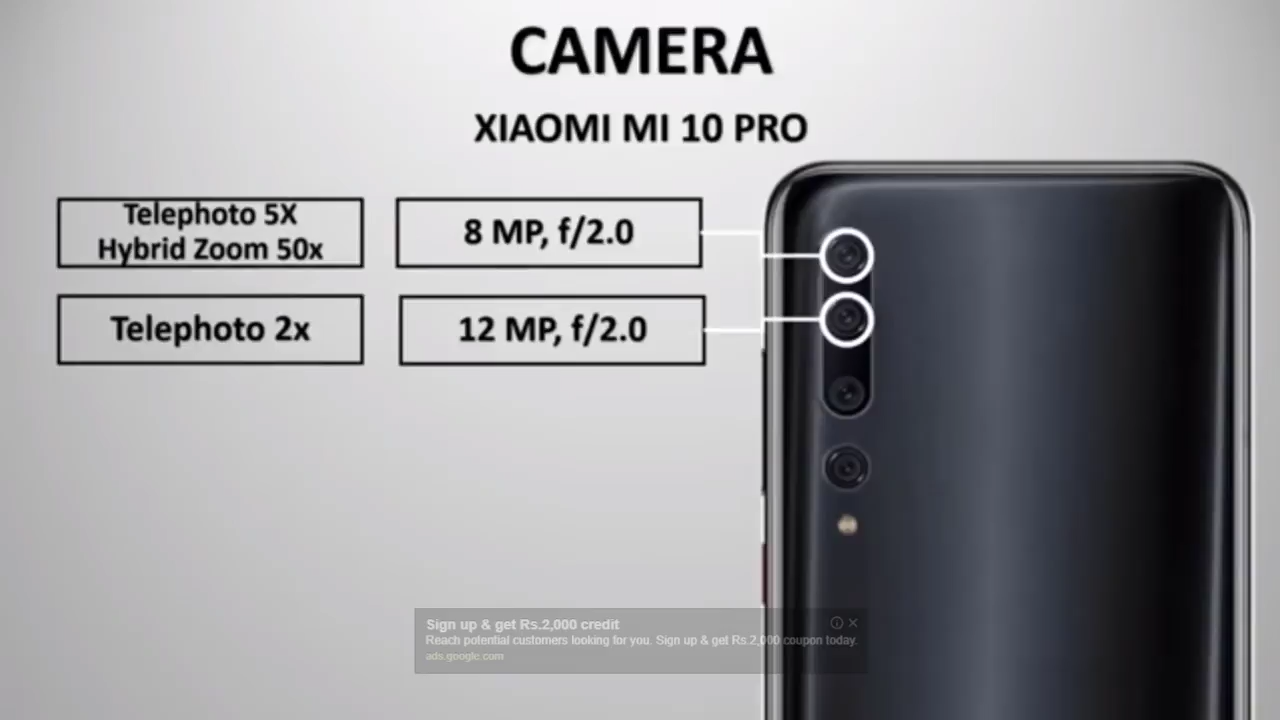 CAMERA
XIAOMI MI 10 PRO
Telephoto 5X
Hybrid Zoom 50x
8 MP, f/2.0
Telephoto 2x
12 MP, f/2.0
Sign up & get Rs.2,000 credit
Reach potential customers looking for you. Sign up & get Rs.2,000 coupon today.
ads.google.com